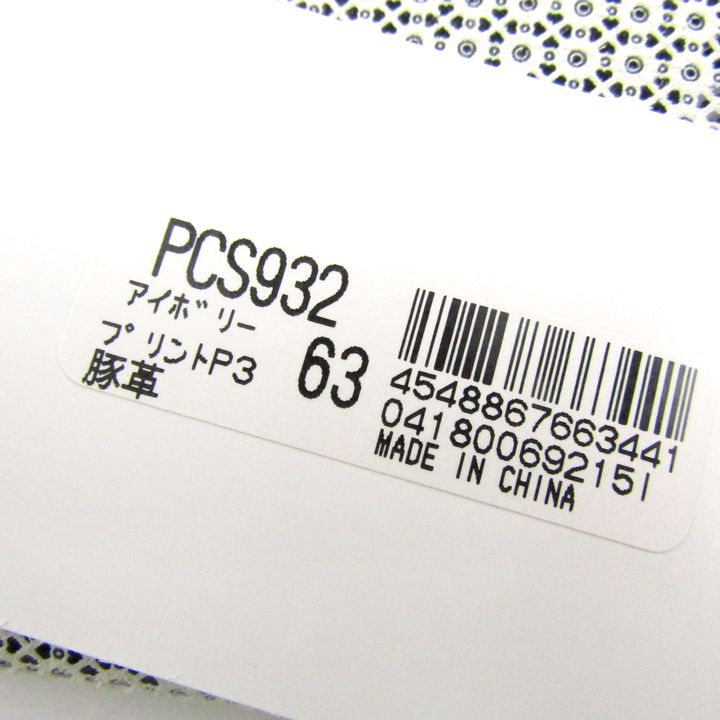 PCS932
アイボリー
プリントP3
63
豚革
4548867663441
041800692151
MADE IN CHINA